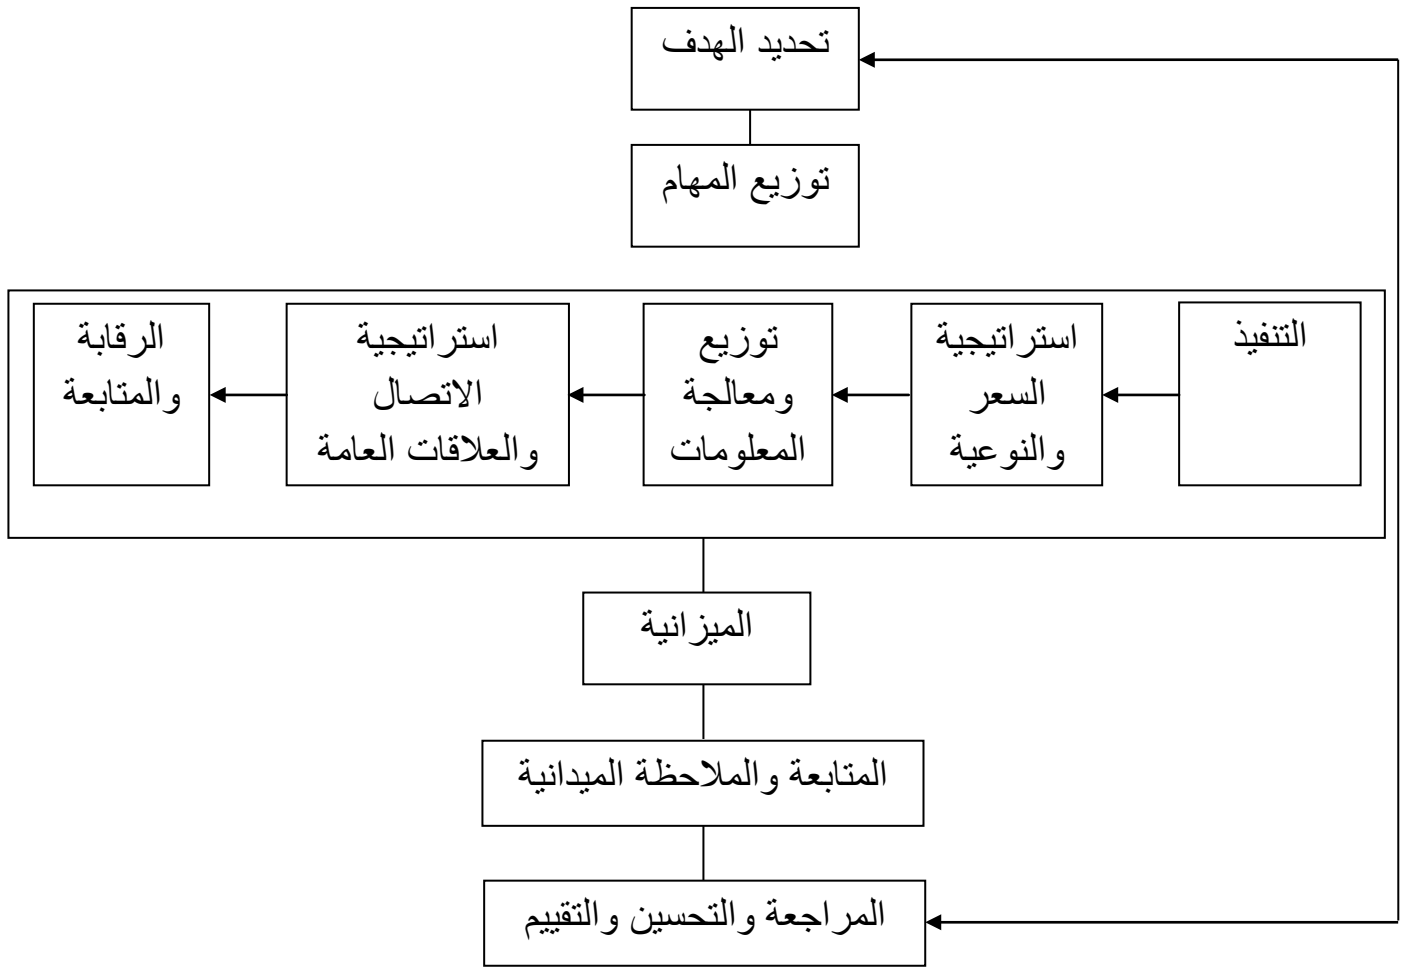 تحديد الهدف
توزيع المهام
التنفيذ
استراتيجية
السعر
والنوعية
توزيع
ومعالجة
المعلومات
استراتيجية
الاتصال
والعلاقات العامة
الرقابة
والمتابعة
الميزانية
المتابعة والملاحظة الميدانية
المراجعة والتحسين والتقييم